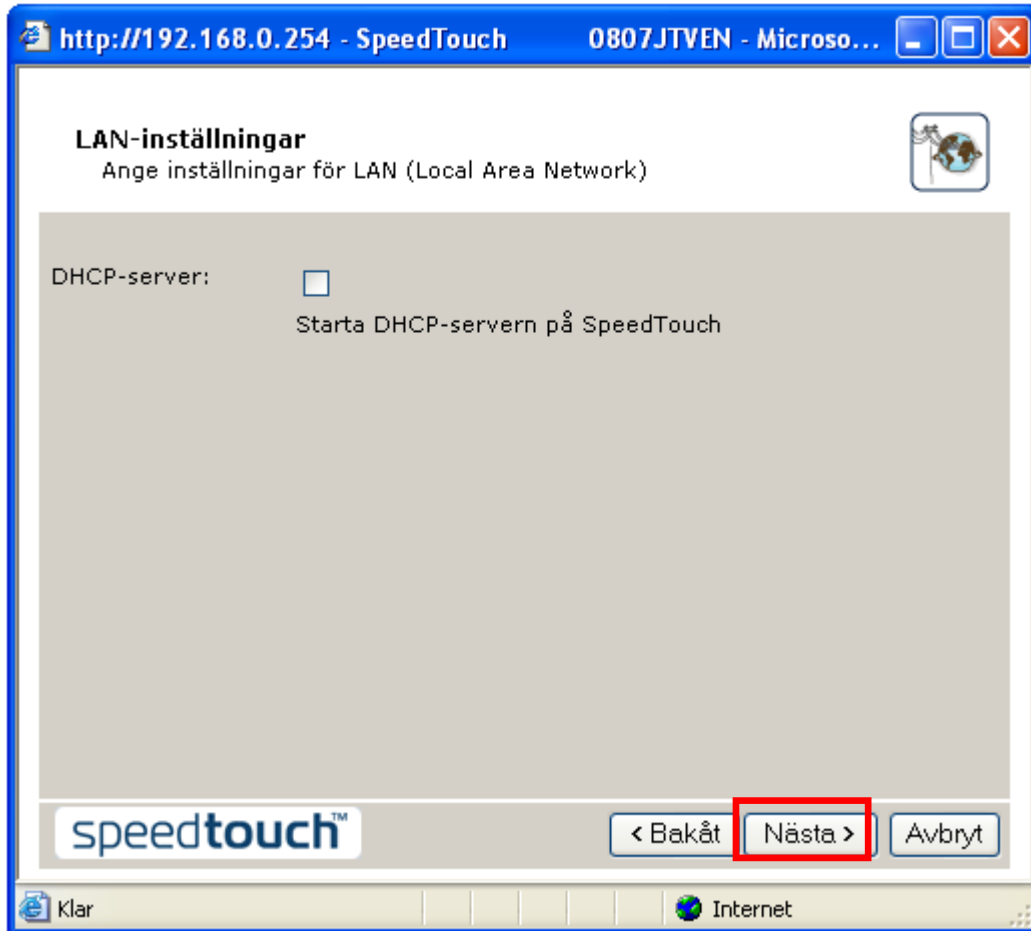 http://192.168.0.254 - SpeedTouch 0807JTVEN - Microso...
LAN-inställningar
Ange inställningar för LAN (Local Area Network)
DHCP-server:
Starta DHCP-servern på SpeedTouch
speedtouch™
< Bakåt Nästa > Avbryt
Klar Internet